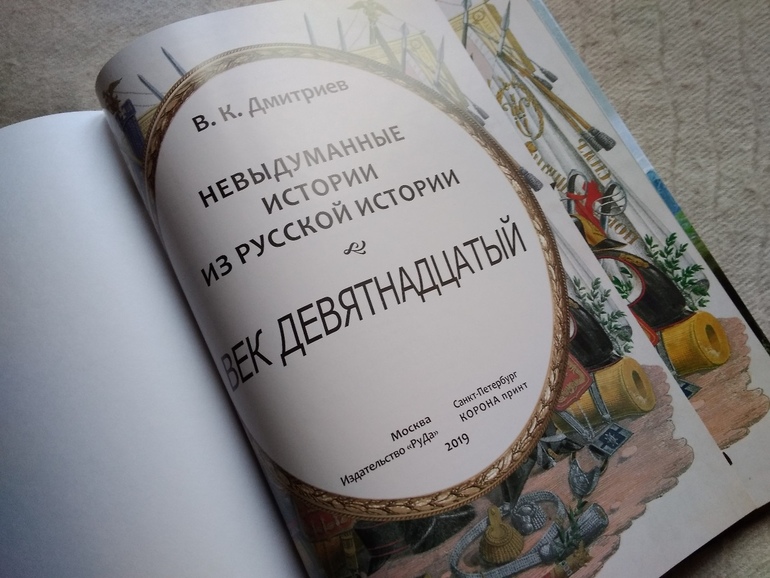 В. К. Дмитриев
НЕВЫДУМАННЫЕ
ИСТОРИИ
ИЗ РУССКОЙ ИСТОРИИ
ВЕК ДЕВЯТНАДЦАТЫЙ
Москва
Издательство «РуДа»
Санкт-Петербург
КОРОНА принт
2019